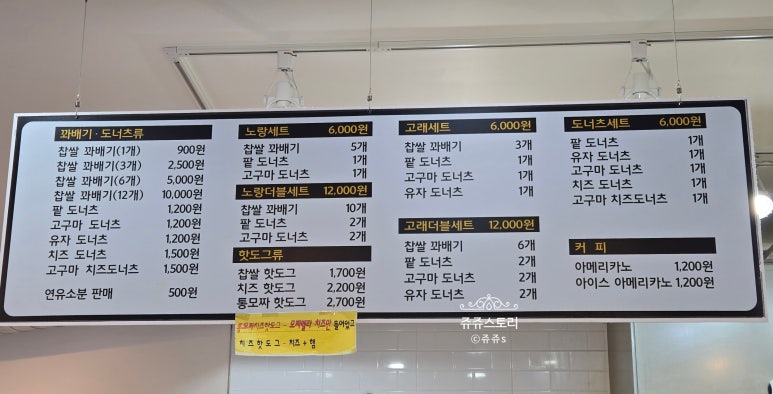 꽈배기 · 도너츠류
찹쌀 꽈배기(1개) 900원
찹쌀 꽈배기(3개) 2,500원
찹쌀 꽈배기(6개) 5,000원
찹쌀 꽈배기(12개) 10,000원
팥 도너츠 1,200원
고구마 도너츠 1,200원
유자 도너츠 1,200원
치즈 도너츠 1,500원
고구마 치즈도너츠 1,500원
연유소분 판매 500원
노랑세트 6,000원
찹쌀 꽈배기 5개
팥 도너츠 1개
고구마 도너츠 1개
노랑더블세트 12,000원
찹쌀 꽈배기 10개
팥 도너츠 2개
고구마 도너츠 2개
핫도그류
찹쌀 핫도그 1,700원
치즈 핫도그 2,200원
통모짜 핫도그 2,700원
통모짜치즈핫도그 - 모짜렐라 치즈만 들어있고
치즈핫도그 - 치즈 + 햄
고래세트 6,000원
찹쌀 꽈배기 3개
팥 도너츠 1개
고구마 도너츠 1개
유자 도너츠 1개
고래더블세트 12,000원
찹쌀 꽈배기 6개
팥 도너츠 2개
고구마 도너츠 2개
유자 도너츠 2개
도너츠세트 6,000원
팥 도너츠 1개
유자 도너츠 1개
고구마 도너츠 1개
치즈 도너츠 1개
고구마 치즈도너츠 1개
커 피
아메리카노 1,200원
아이스 아메리카노 1,200원
쥬쥬스토리
©쥬쥬s